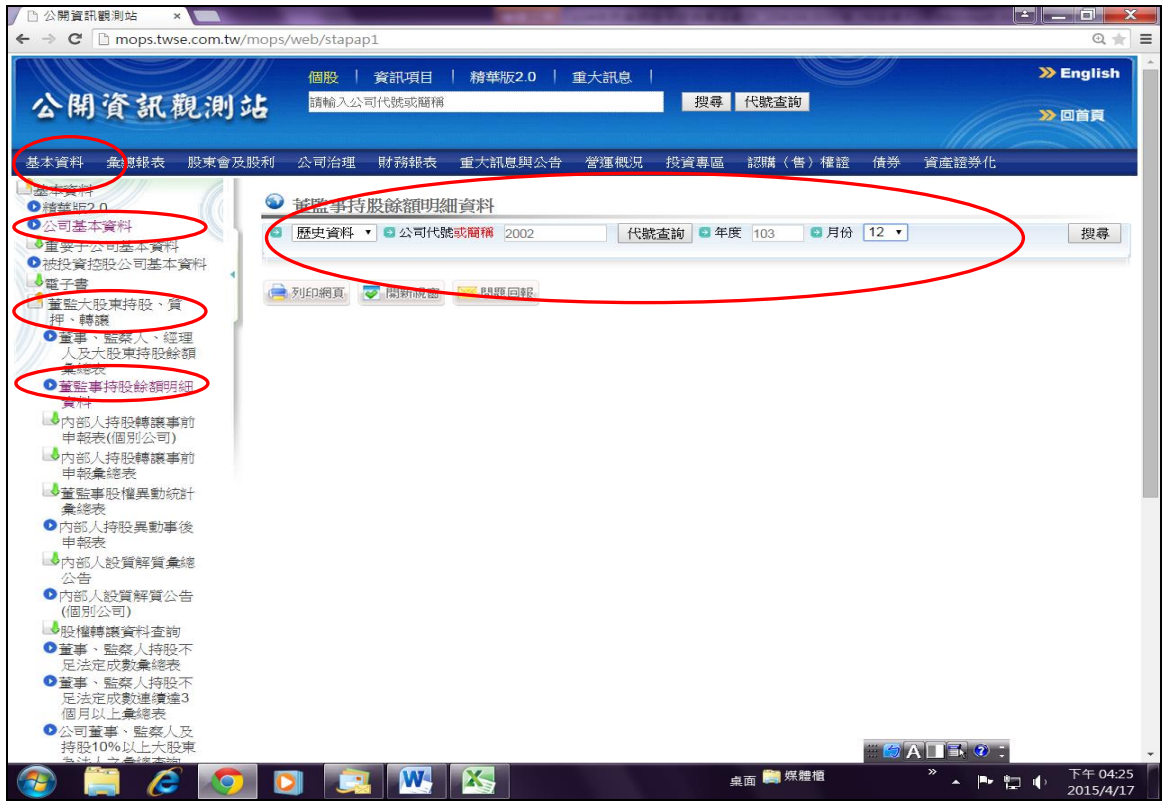 公開資訊觀測站
mops.twse.com.tw/mops/web/stapap1
個股 | 資訊項目 | 精華版2.0 | 重大訊息 |
English
公開資訊觀測站
請輸入公司代號或簡稱 搜尋 代號查詢
回首頁
基本資料 彙總報表 股東會及股利 公司治理 財務報表 重大訊息與公告 營運概況 投資專區 認購（售）權證 債券 資產證券化
基本資料
精華版2.0
公司基本資料
重要子公司基本資料
被投資控股公司基本資料
電子書
董監大股東持股、質
押、轉讓
董事、監察人、經理
人及大股東持股餘額
彙總表
董監事持股餘額明細
資料
內部人持股轉讓事前
申報表(個別公司)
內部人持股轉讓事前
申報彙總表
董監事股權異動統計
彙總表
內部人持股異動事後
申報表
內部人設質解質彙總
公告
內部人設質解質公告
(個別公司)
股權轉讓資料查詢
董事、監察人持股不
足法定成數彙總表
董事、監察人持股不
足法定成數連續達3
個月以上彙總表
公司董事、監察人及
持股10%以上大股東
為法人之彙總查詢
董監事持股餘額明細資料
歷史資料 公司代號或簡稱 2002 代號查詢 年度 103 月份 12 搜尋
列印網頁 開新視窗 問題回報
A
桌面 媒體櫃
下午 04:25
2015/4/17